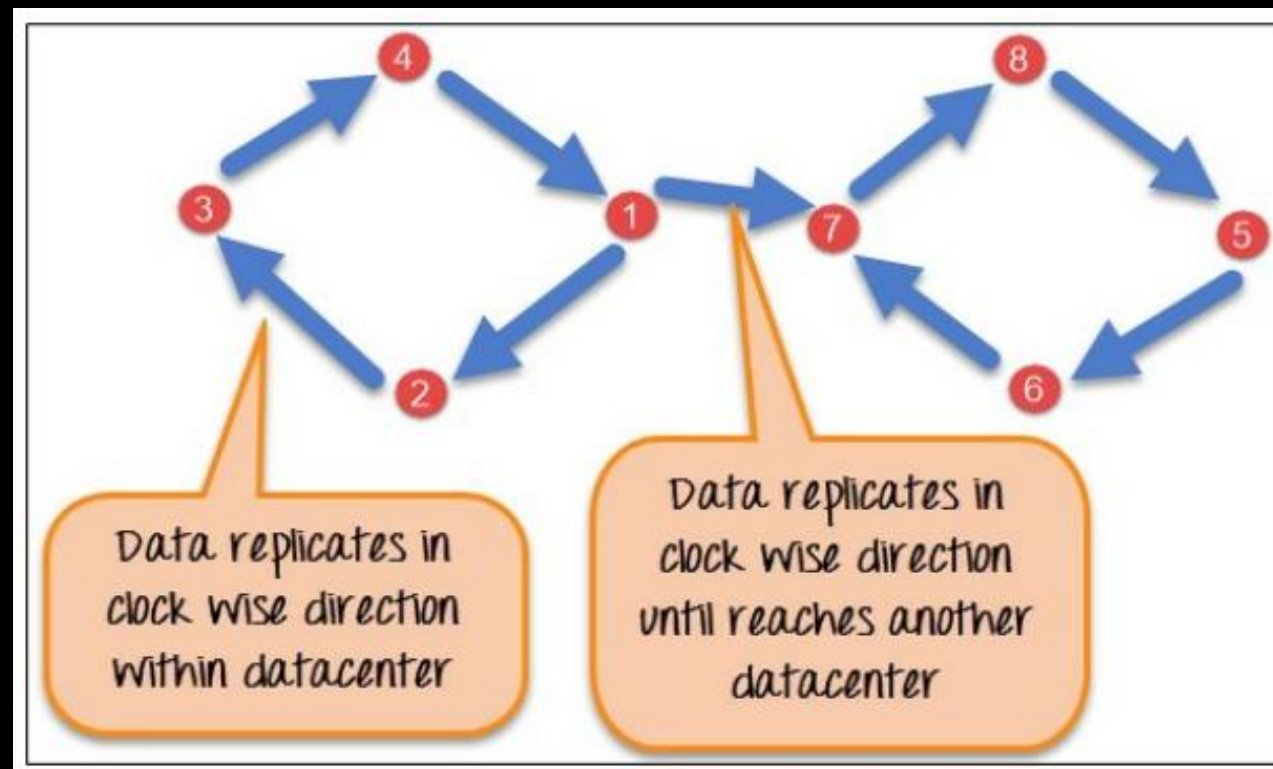 4
8
3
1
7
5
2
6
Data replicates in
clock wise direction
within datacenter
Data replicates in
clock wise direction
until reaches another
datacenter